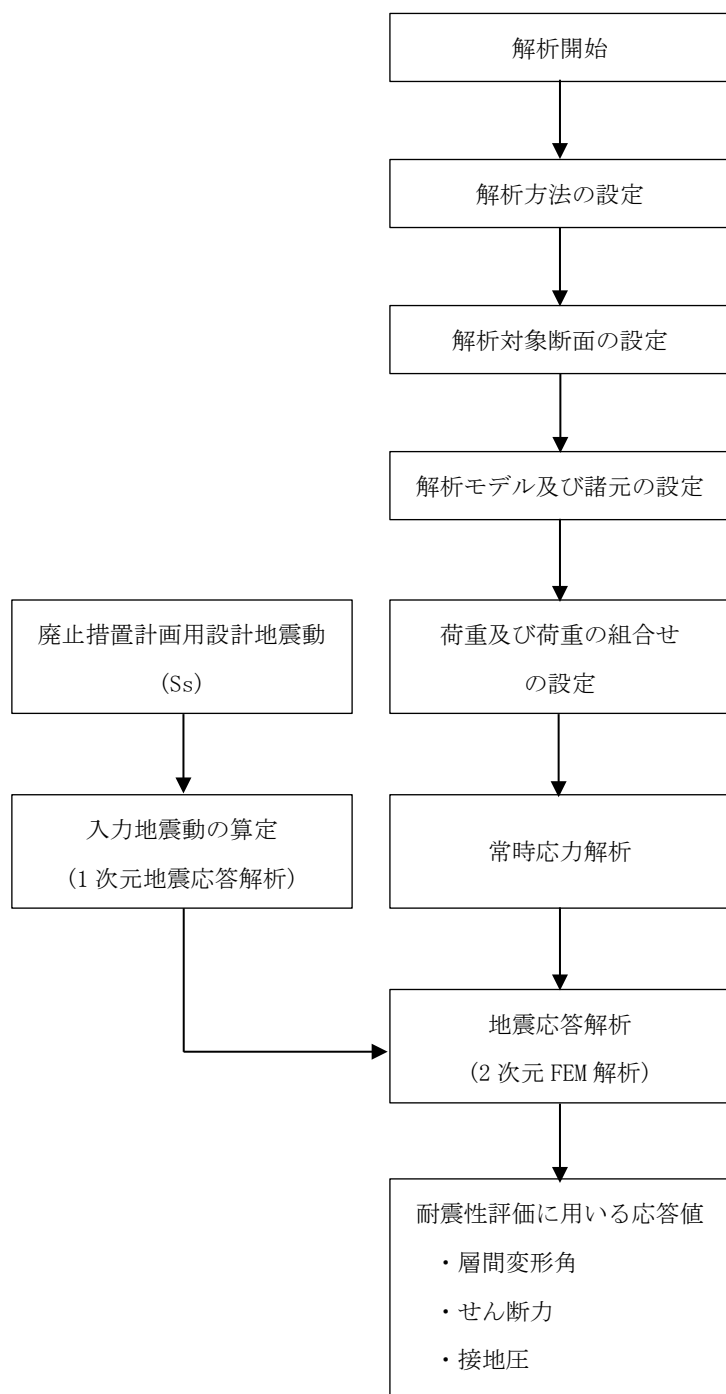 解析開始
解析方法の設定
解析対象断面の設定
解析モデル及び諸元の設定
廃止措置計画用設計地震動
(Ss)
荷重及び荷重の組合せ
の設定
入力地震動の算定
(1 次元地震応答解析)
常時応力解析
地震応答解析
(2 次元 FEM 解析)
耐震性評価に用いる応答値
・層間変形角
・せん断力
・接地圧